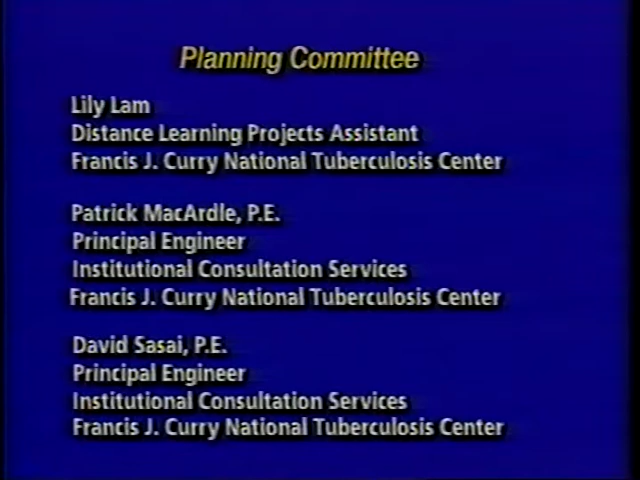 Planning Committee
Lily Lam
Distance Learning Projects Assistant
Francis J. Curry National Tuberculosis Center
Patrick MacArdle, P.E.
Principal Engineer
Institutional Consultation Services
Francis J. Curry National Tuberculosis Center
David Sasai, P.E.
Principal Engineer
Institutional Consultation Services
Francis J. Curry National Tuberculosis Center